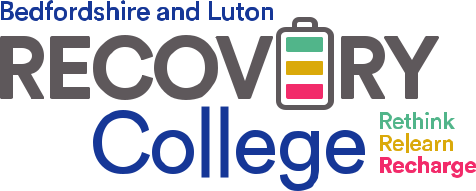 Bedfordshire and Luton
RECOVERY
College
Rethink
Relearn
Recharge